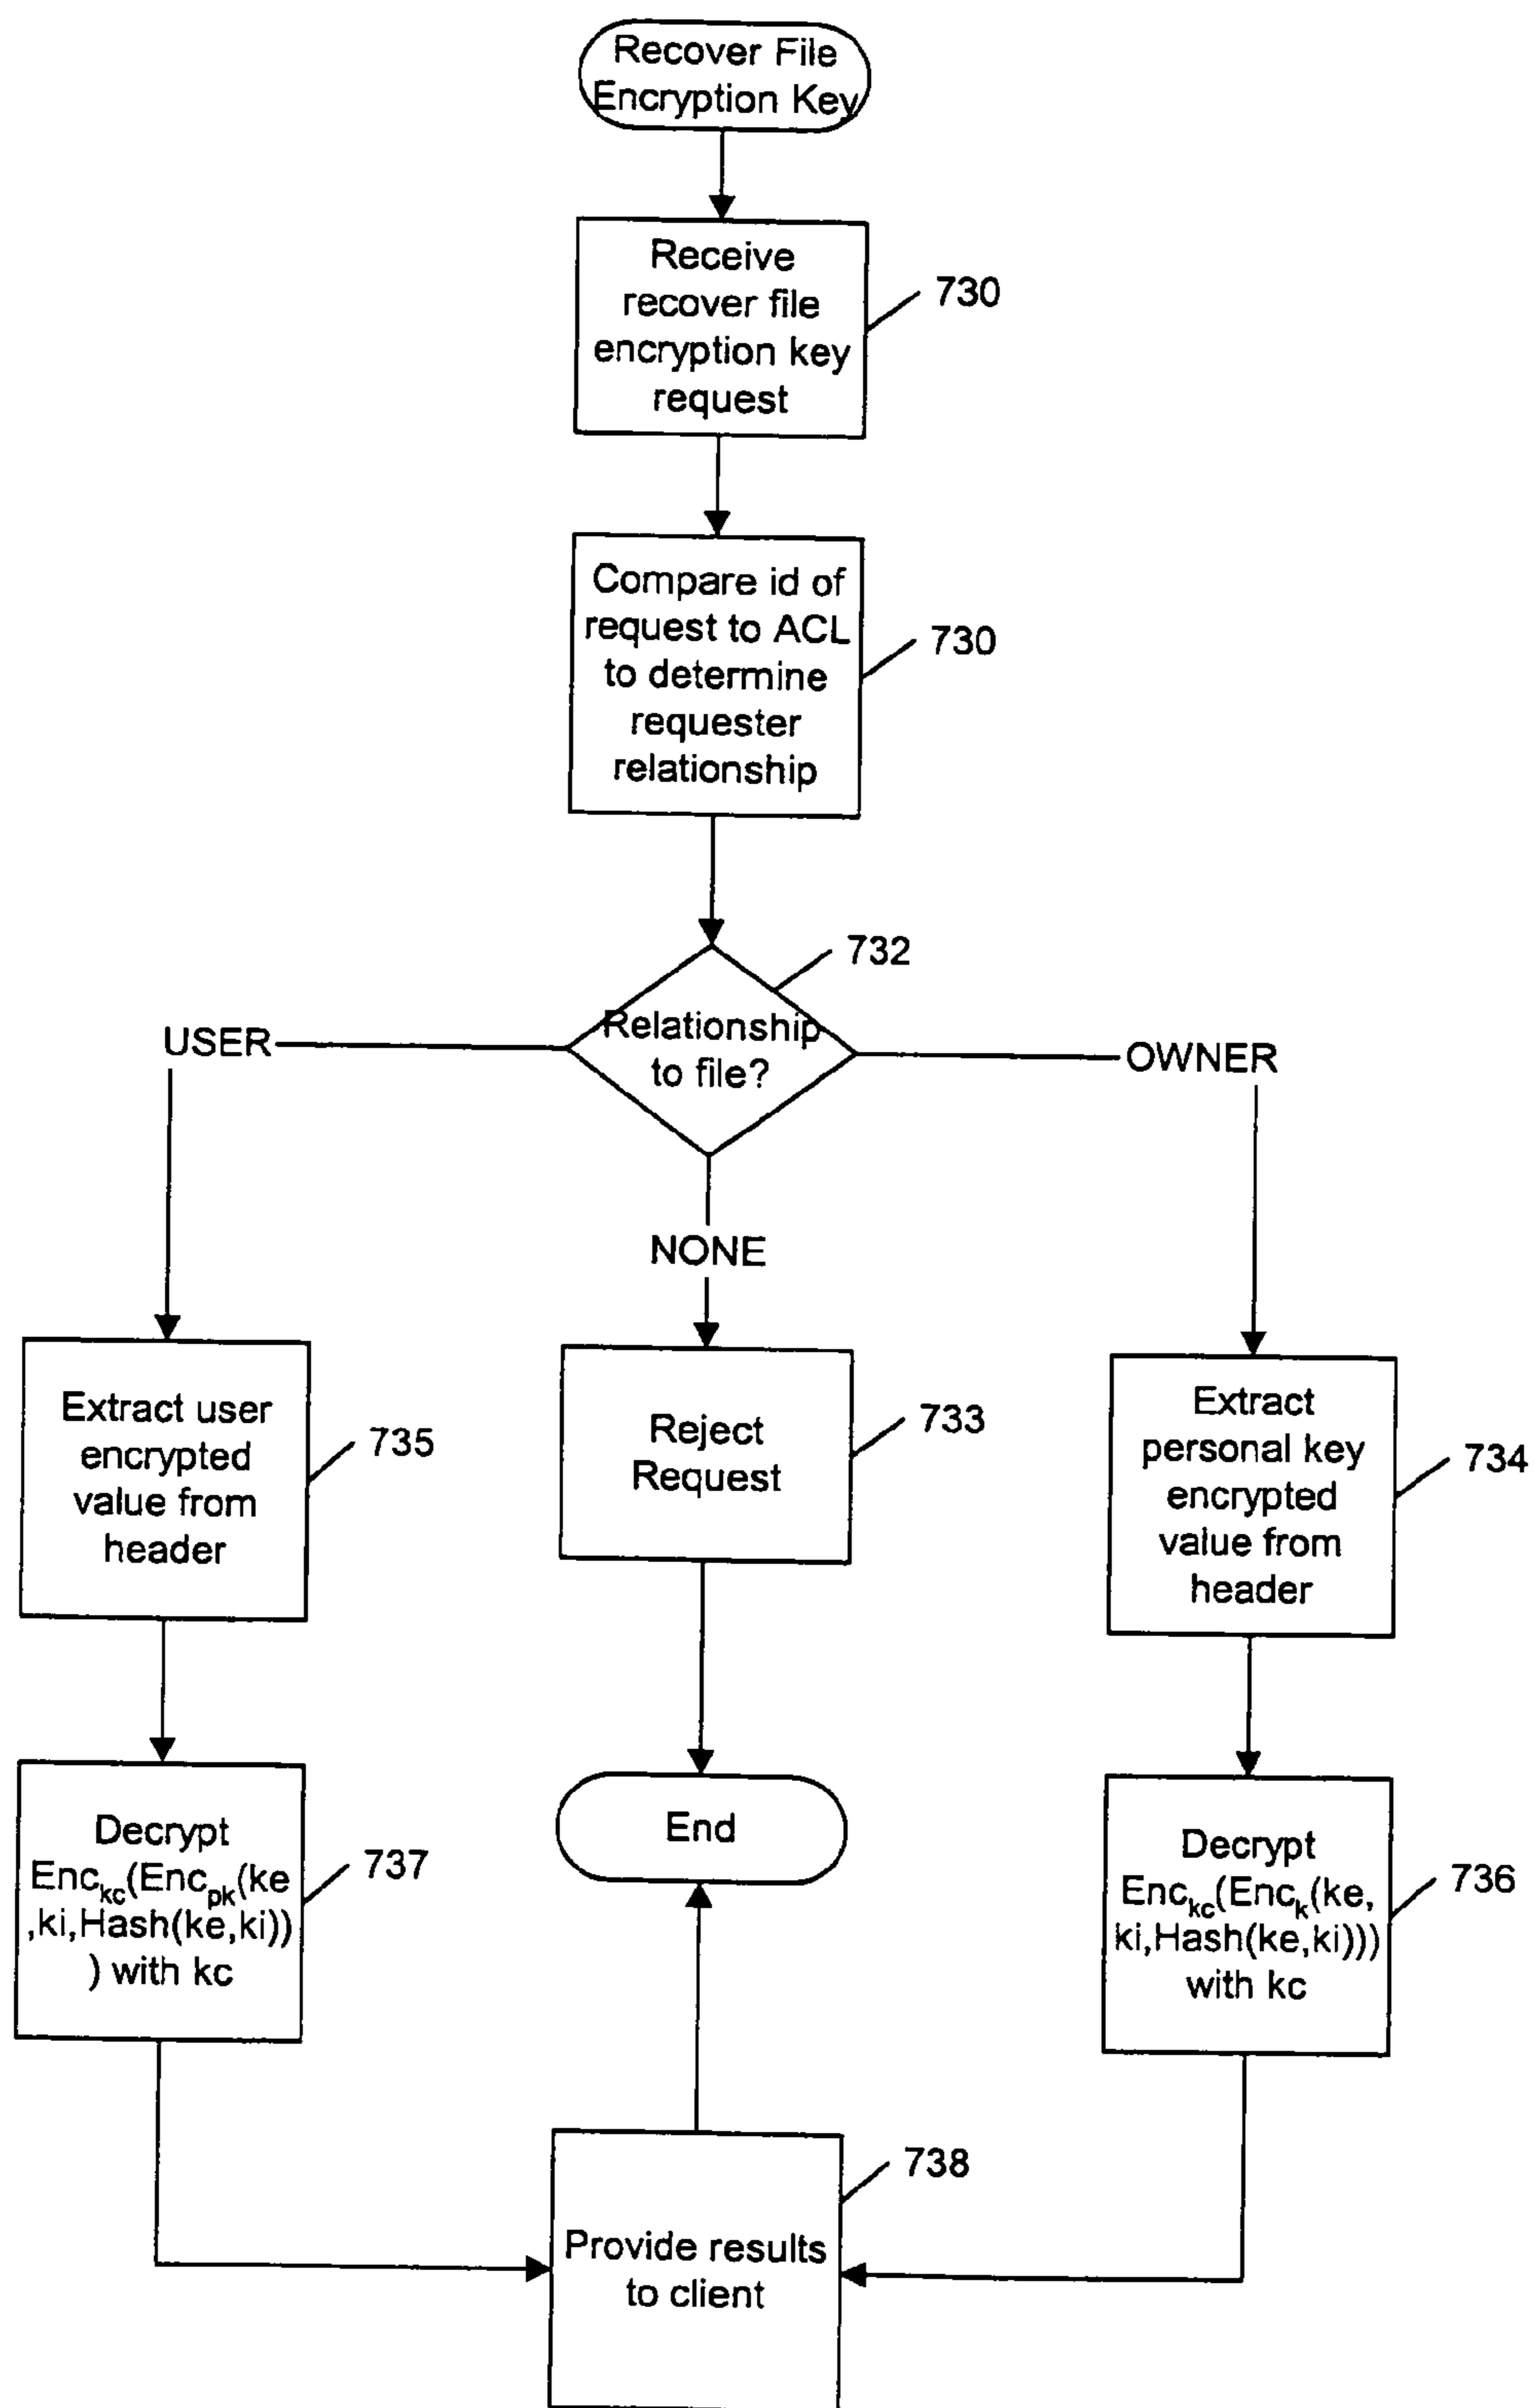 Recover File
Encryption Key
Receive
recover file
encryption key
request
730
Compare id of
request to ACL
to determine
requester
relationship
730
732
Relationship
to file?
USER
OWNER
NONE
Extract user
encrypted
value from
header
735
Reject
Request
733
Extract
personal key
encrypted
value from
header
734
Decrypt
Enckc(Encpk(ke
,ki,Hash(ke,ki))
) with kc
737
End
Decrypt
Enckc(Enck(ke,
ki,Hash(ke,ki)))
with kc
736
738
Provide results
to client